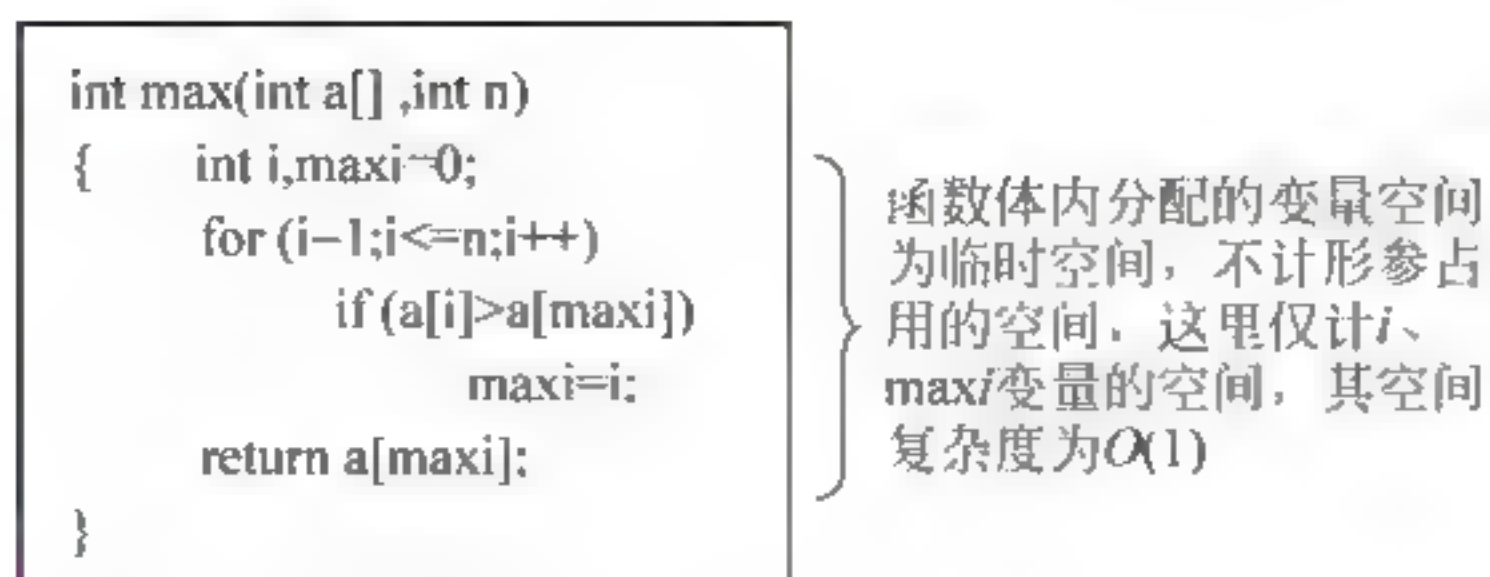 int max(int a[] ,int n)
{ int i,maxi=0;
for (i=1;i<=n;i++)
if (a[i]>a[maxi])
maxi=i;
return a[maxi];
}
函数体内分配的变量空间
为临时空间，不计形参占
用的空间，这里仅计i、
maxi变量的空间，其空间
复杂度为O(1)